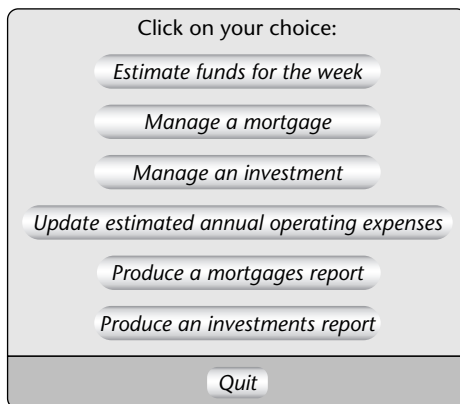 Click on your choice:
Estimate funds for the week
Manage a mortgage
Manage an investment
Update estimated annual operating expenses
Produce a mortgages report
Produce an investments report
Quit